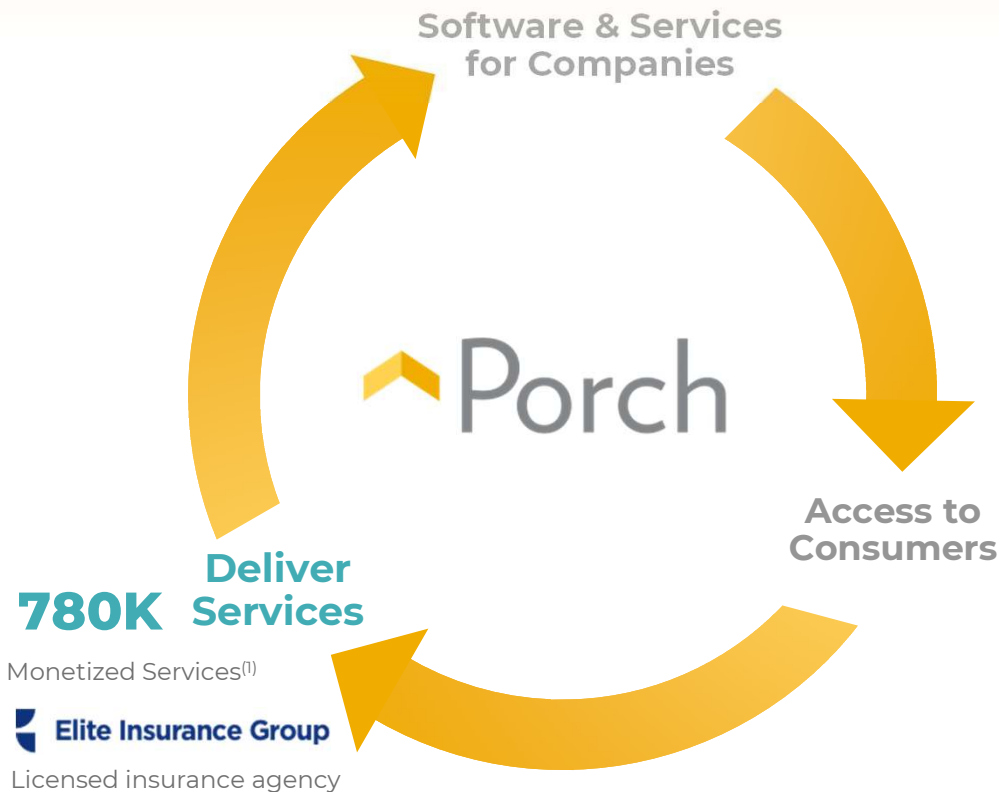 Software & Services
for Companies
Porch
Access to
Consumers
Deliver
Services
780K
Monetized Services(1)
Elite Insurance Group
Licensed insurance agency